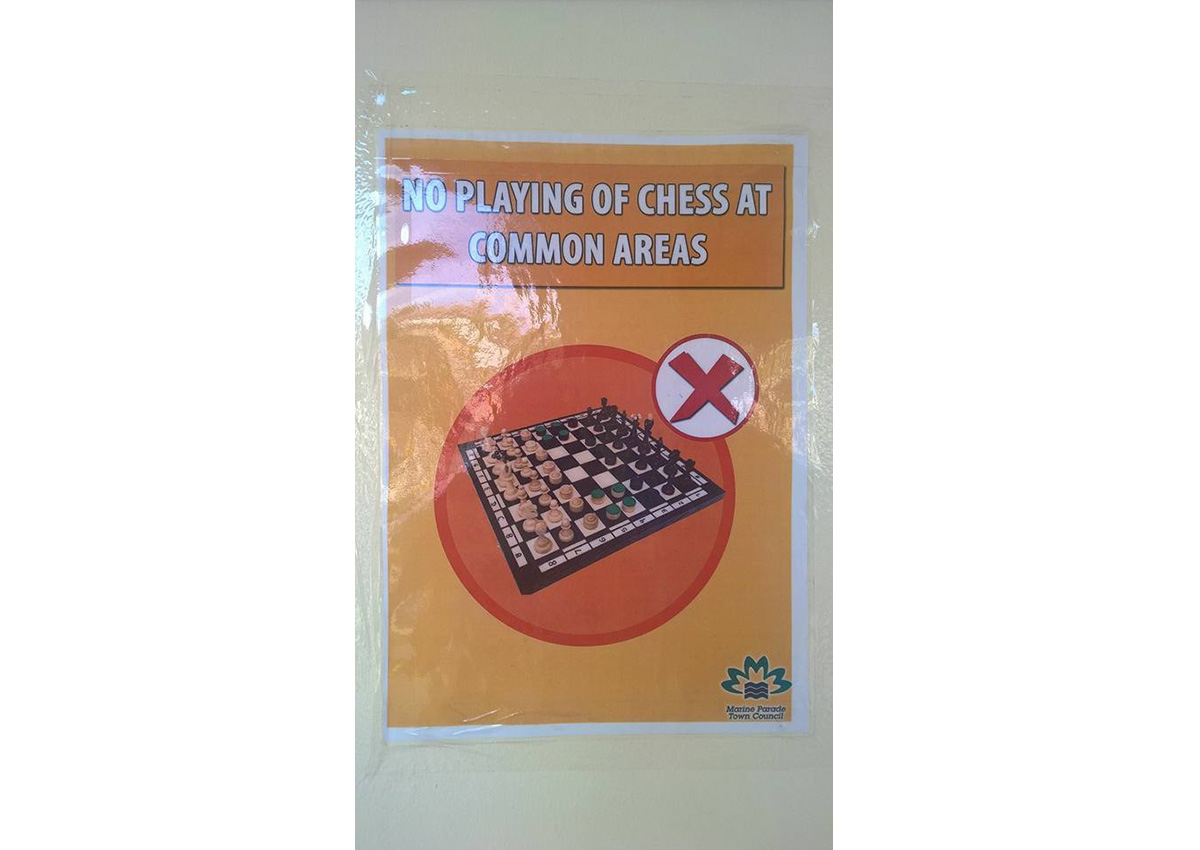 NO PLAYING OF CHESS AT
COMMON AREAS
Marine Parade
Town Council